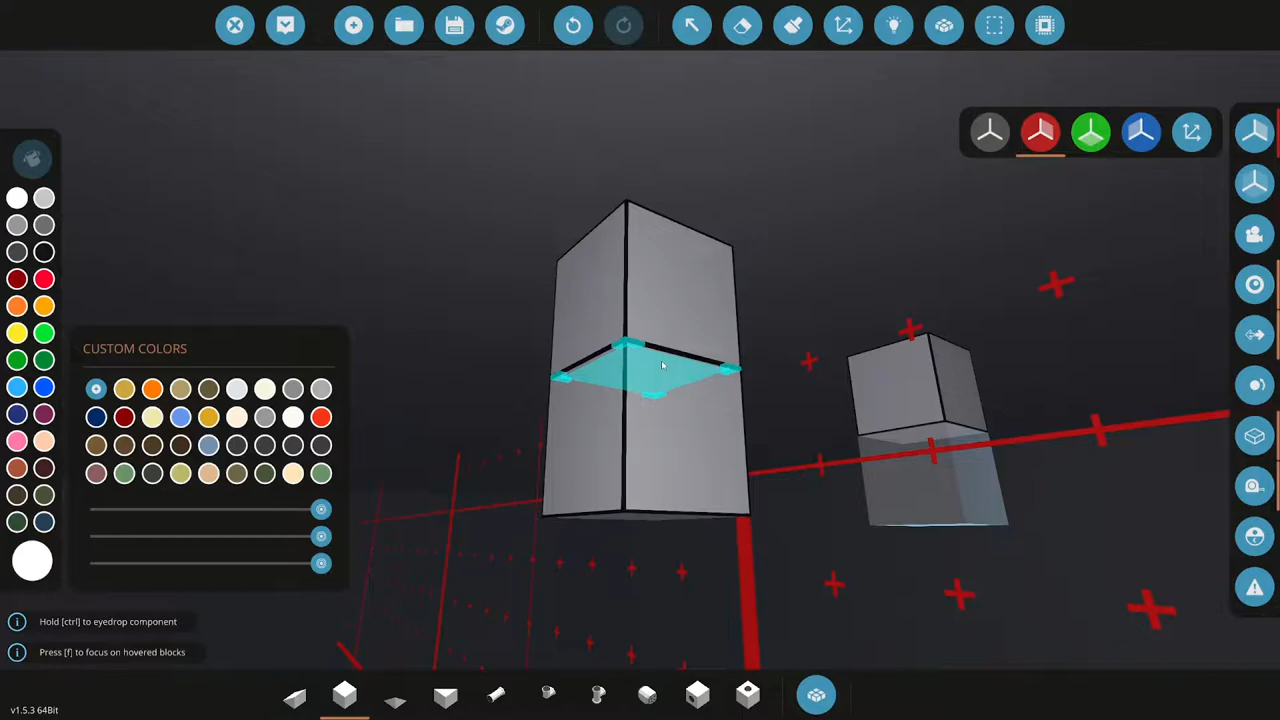 CUSTOM COLORS
Hold [ctrl] to eyedrop component
Press [f] to focus on hovered blocks
v1.5.3 64Bit